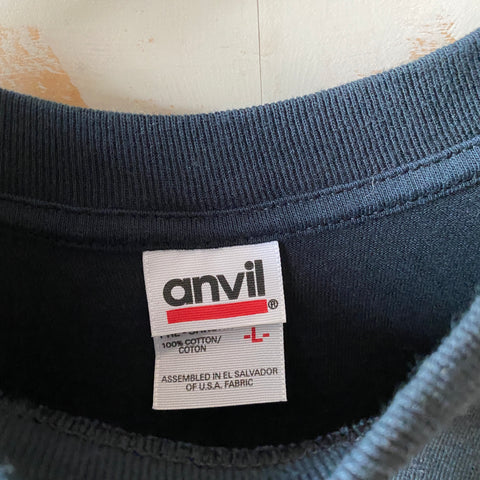 anvil®
100% COTTON/ -L-
COTON
ASSEMBLED IN EL SALVADOR
OF U.S.A. FABRIC